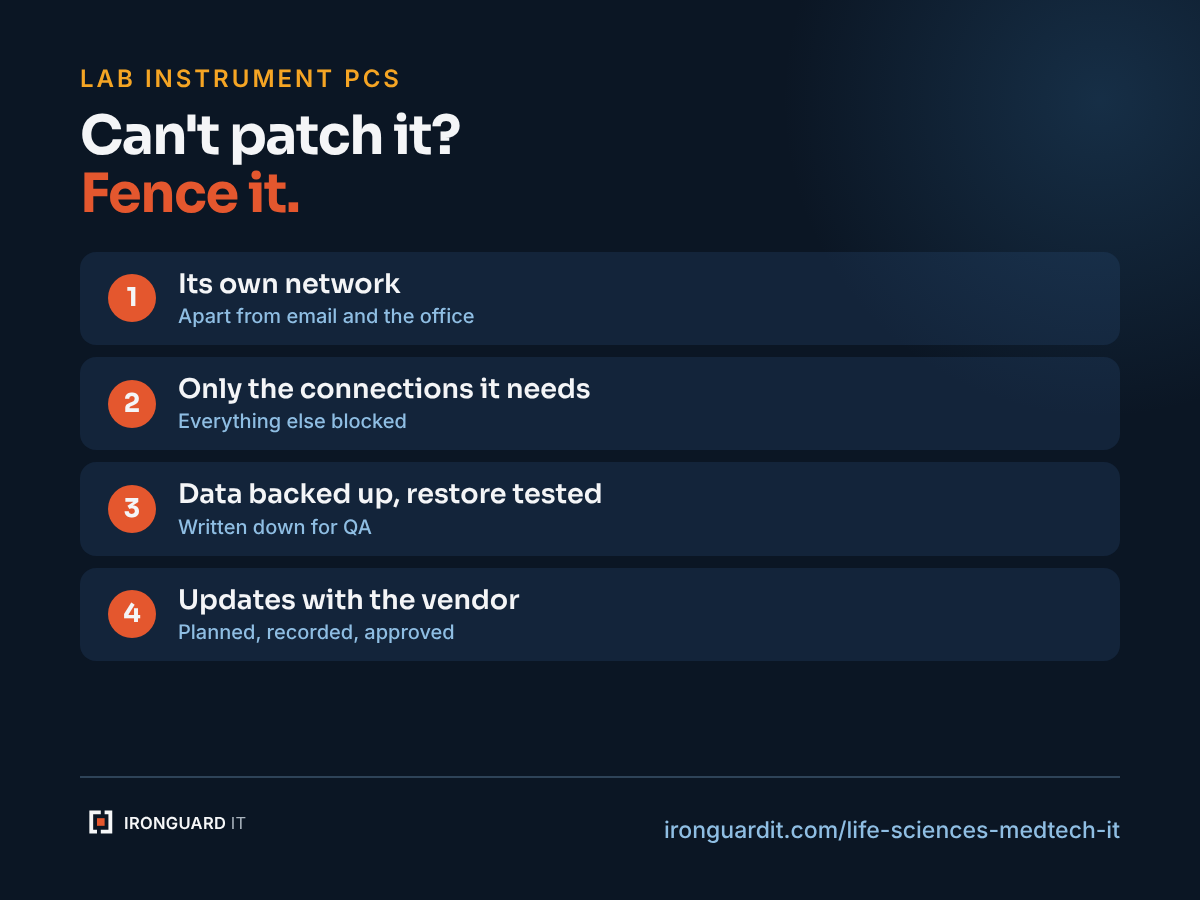 LAB INSTRUMENT PCS
Can't patch it?
Fence it.
1
Its own network
Apart from email and the office
2
Only the connections it needs
Everything else blocked
3
Data backed up, restore tested
Written down for QA
4
Updates with the vendor
Planned, recorded, approved
IRONGUARD IT
ironguardit.com/life-sciences-medtech-it